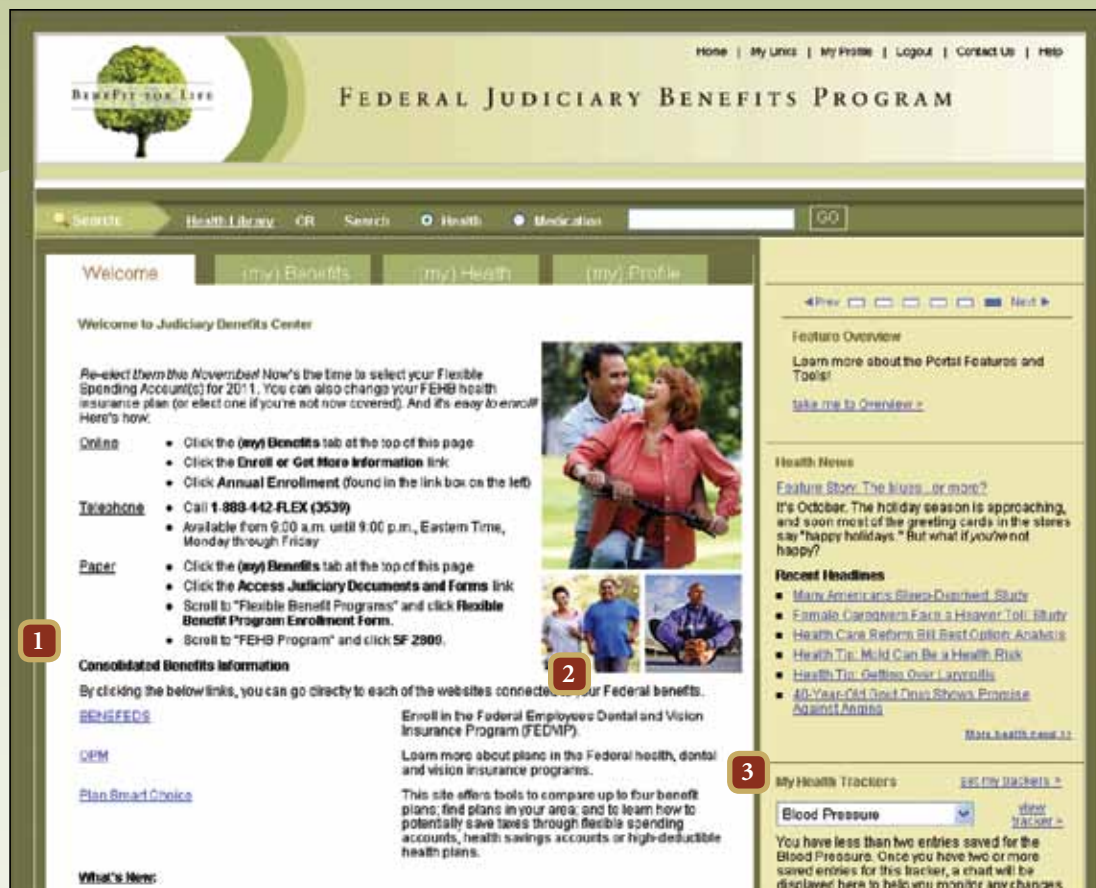 Home | My Links | My Profile | Logout | Contact Us | Help
BENEFIT FOR LIFE
FEDERAL JUDICIARY BENEFITS PROGRAM
Search Health Library OR Search Health Medication GO
Welcome (my) Benefits (my) Health (my) Profile
Welcome to Judiciary Benefits Center
Re-elect them this November! Now's the time to select your Flexible
Spending Account(s) for 2011. You can also change your FEHB health
insurance plan (or elect one if you're not now covered). And it's easy to enroll!
Here's how:
Online • Click the (my) Benefits tab at the top of this page
• Click the Enroll or Get More Information link
• Click Annual Enrollment (found in the link box on the left)
Telephone • Call 1-888-442-FLEX (3539)
• Available from 9:00 a.m. until 9:00 p.m., Eastern Time,
Monday through Friday
Paper • Click the (my) Benefits tab at the top of this page
• Click the Access Judiciary Documents and Forms link
• Scroll to "Flexible Benefit Programs" and click Flexible
Benefit Program Enrollment Form.
• Scroll to "FEHB Program" and click SF 2809.
1
Consolidated Benefits Information
2
By clicking the below links, you can go directly to each of the websites connected your Federal benefits.
BENEFEDS Enroll in the Federal Employees Dental and Vision
Insurance Program (FEDVIP).
OPM Learn more about plans in the Federal health, dental
and vision insurance programs.
Plan Smart Choice This site offers tools to compare up to four benefit
plans; find plans in your area; and to learn how to
potentially save taxes through flexible spending
accounts, health savings accounts or high-deductible
health plans.
What's New:
Prev Next
Feature Overview
Learn more about the Portal Features and
Tools!
take me to Overview >
Health News
Feature Story: The blues...or more?
It's October. The holiday season is approaching,
and soon most of the greeting cards in the stores
say "happy holidays." But what if you're not
happy?
Recent Headlines
Many Americans Sleep-Deprived: Study
Female Caregivers Face a Heavier Toll: Study
Health Care Reform Bill Best Option: Analysis
Health Tip: Mold Can Be a Health Risk
Health Tip: Getting Over Laryngitis
40-Year-Old Gout Drug Shows Promise
Against Angina
More health news >>
3
My Health Trackers set my trackers >
Blood Pressure view
tracker >
You have less than two entries saved for the
Blood Pressure. Once you have two or more
saved entries for this tracker, a chart will be
displayed here to help you monitor any changes